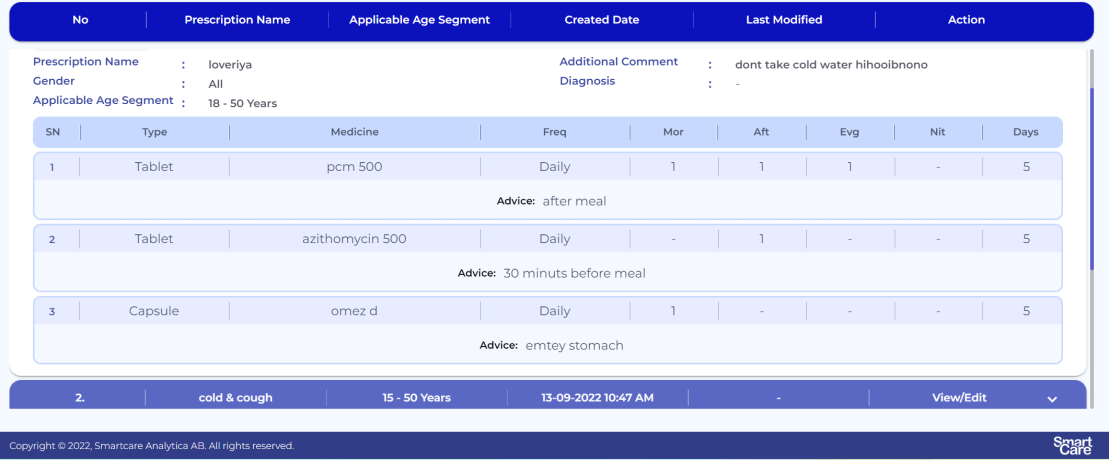 No Prescription Name Applicable Age Segment Created Date Last Modified Action
Prescription Name : loveriya Additional Comment : dont take cold water hihooibnono
Gender : All Diagnosis : -
Applicable Age Segment : 18 - 50 Years
SN Type Medicine Freq Mor Aft Evg Nit Days
1 Tablet pcm 500 Daily 1 1 1 - 5
Advice: after meal
2 Tablet azithomycin 500 Daily - 1 - - 5
Advice: 30 minuts before meal
3 Capsule omez d Daily 1 - - - 5
Advice: emtey stomach
2. cold & cough 15 - 50 Years 13-09-2022 10:47 AM - View/Edit
Copyright © 2022, Smartcare Analytica AB. All rights reserved.
Smart
Care